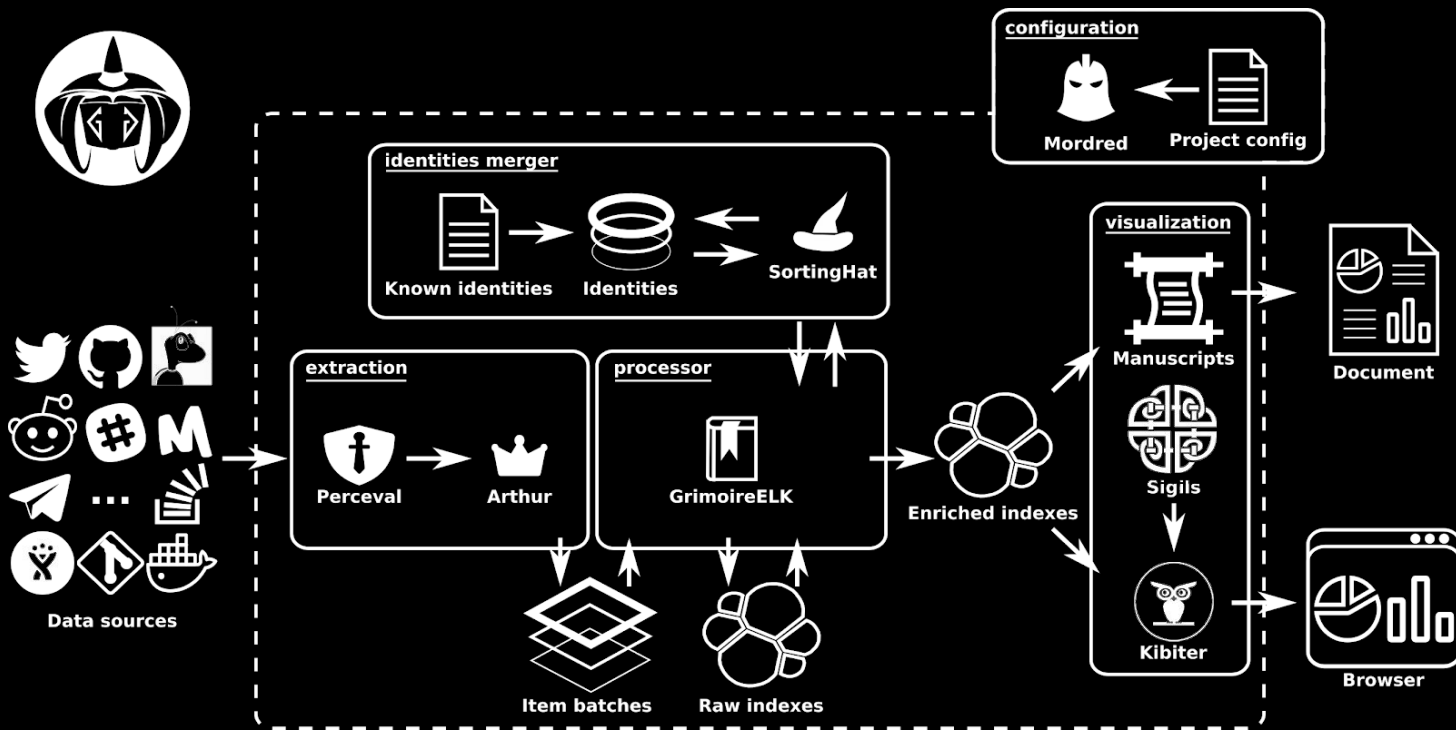 configuration
Mordred
Project config
identities merger
Known identities
Identities
SortingHat
visualization
Manuscripts
Document
extraction
processor
Perceval
Arthur
GrimoireELK
Enriched indexes
Sigils
Data sources
Item batches
Raw indexes
Kibiter
Browser